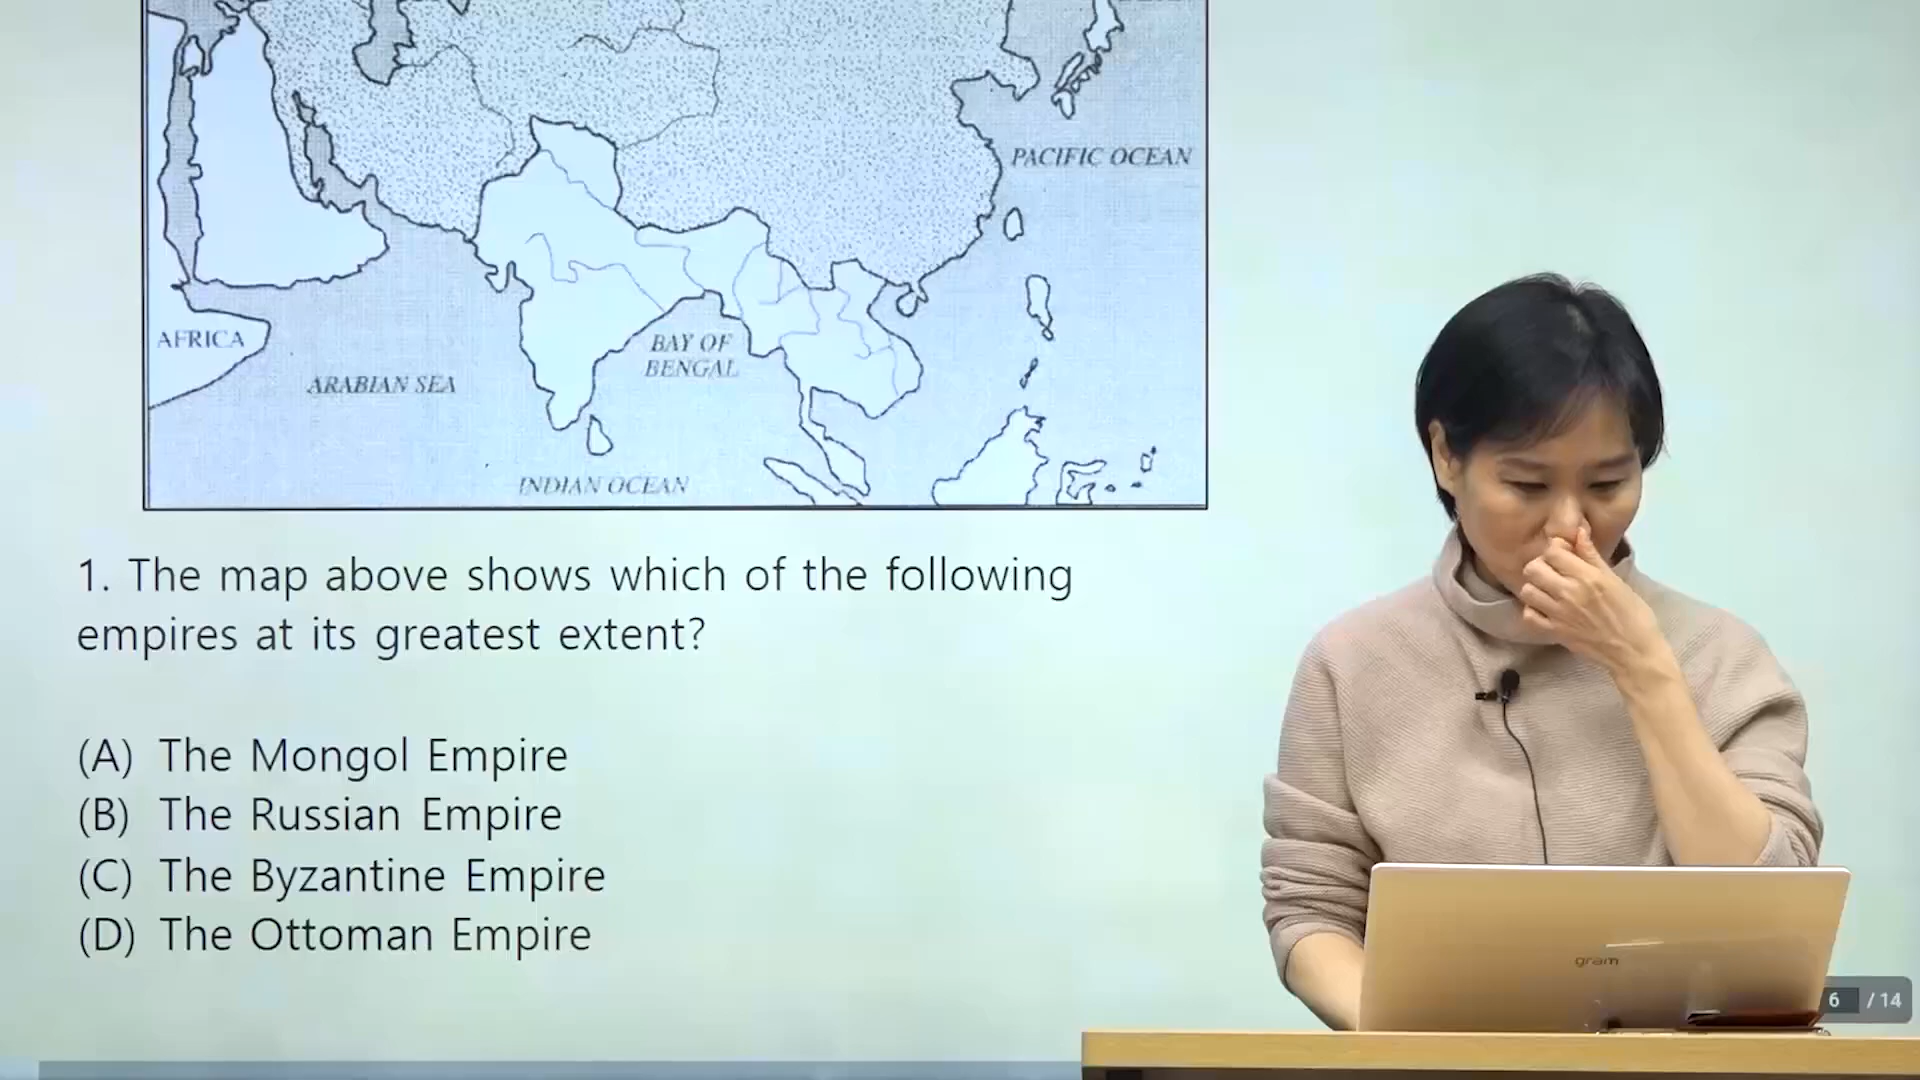 PACIFIC OCEAN
AFRICA
BAY OF
BENGAL
ARABIAN SEA
INDIAN OCEAN
1. The map above shows which of the following
empires at its greatest extent?
(A) The Mongol Empire
(B) The Russian Empire
(C) The Byzantine Empire
(D) The Ottoman Empire
gram
6 / 14